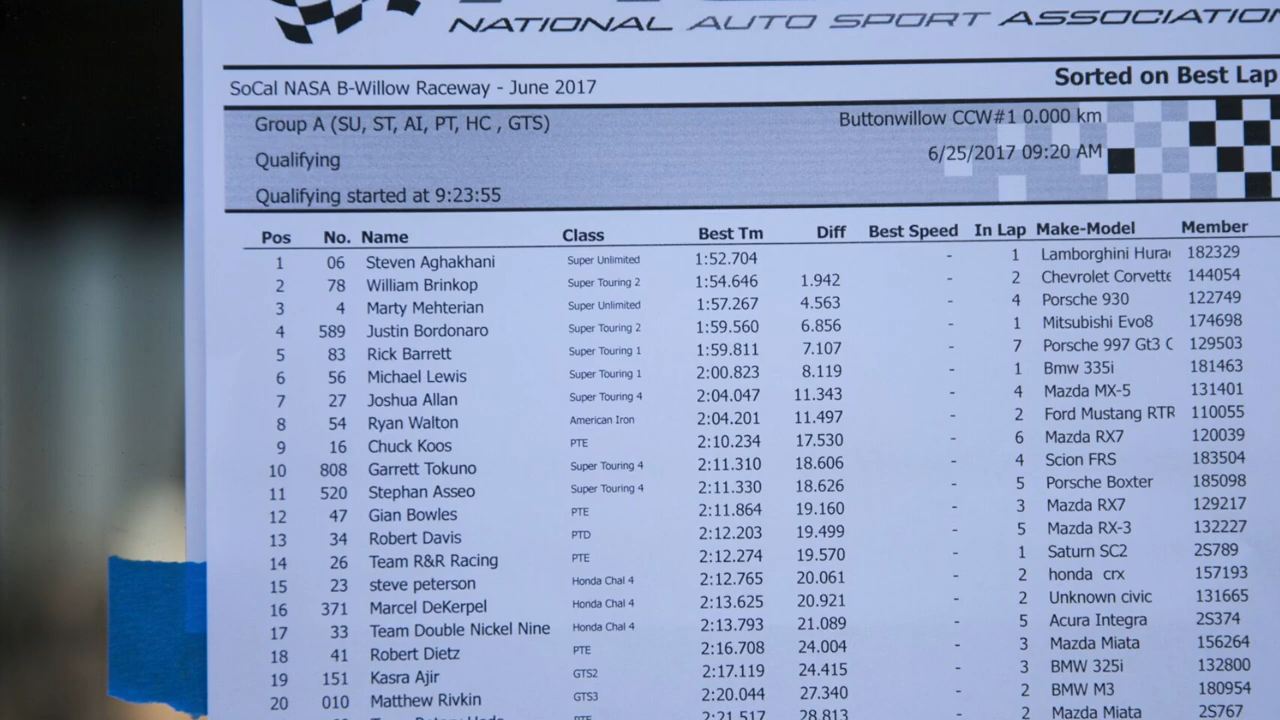 NATIONAL AUTO SPORT ASSOCIATION
SoCal NASA B-Willow Raceway - June 2017 Sorted on Best Lap
Group A (SU, ST, AI, PT, HC , GTS) Buttonwillow CCW#1 0.000 km
Qualifying 6/25/2017 09:20 AM
Qualifying started at 9:23:55
Pos No. Name Class Best Tm Diff Best Speed In Lap Make-Model Member
1 06 Steven Aghakhani Super Unlimited 1:52.704 - 1 Lamborghini Hura 182329
2 78 William Brinkop Super Touring 2 1:54.646 1.942 - 2 Chevrolet Corvette 144054
3 4 Marty Mehterian Super Unlimited 1:57.267 4.563 - 4 Porsche 930 122749
4 589 Justin Bordonaro Super Touring 2 1:59.560 6.856 - 1 Mitsubishi Evo8 174698
5 83 Rick Barrett Super Touring 1 1:59.811 7.107 - 7 Porsche 997 Gt3 C 129503
6 56 Michael Lewis Super Touring 1 2:00.823 8.119 - 1 Bmw 335i 181463
7 27 Joshua Allan Super Touring 4 2:04.047 11.343 - 4 Mazda MX-5 131401
8 54 Ryan Walton American Iron 2:04.201 11.497 - 2 Ford Mustang RTR 110055
9 16 Chuck Koos PTE 2:10.234 17.530 - 6 Mazda RX7 120039
10 808 Garrett Tokuno Super Touring 4 2:11.310 18.606 - 4 Scion FRS 183504
11 520 Stephan Asseo Super Touring 4 2:11.330 18.626 - 5 Porsche Boxter 185098
12 47 Gian Bowles PTE 2:11.864 19.160 - 3 Mazda RX7 129217
13 34 Robert Davis PTD 2:12.203 19.499 - 5 Mazda RX-3 132227
14 26 Team R&R Racing PTE 2:12.274 19.570 - 1 Saturn SC2 2S789
15 23 steve peterson Honda Chal 4 2:12.765 20.061 - 2 honda crx 157193
16 371 Marcel DeKerpel Honda Chal 4 2:13.625 20.921 - 2 Unknown civic 131665
17 33 Team Double Nickel Nine Honda Chal 4 2:13.793 21.089 - 5 Acura Integra 2S374
18 41 Robert Dietz PTE 2:16.708 24.004 - 3 Mazda Miata 156264
19 151 Kasra Ajir GTS2 2:17.119 24.415 - 3 BMW 325i 132800
20 010 Matthew Rivkin GTS3 2:20.044 27.340 - 2 BMW M3 180954
Team PTE 2:21.517 28.813 - 2 Mazda Miata 2S767